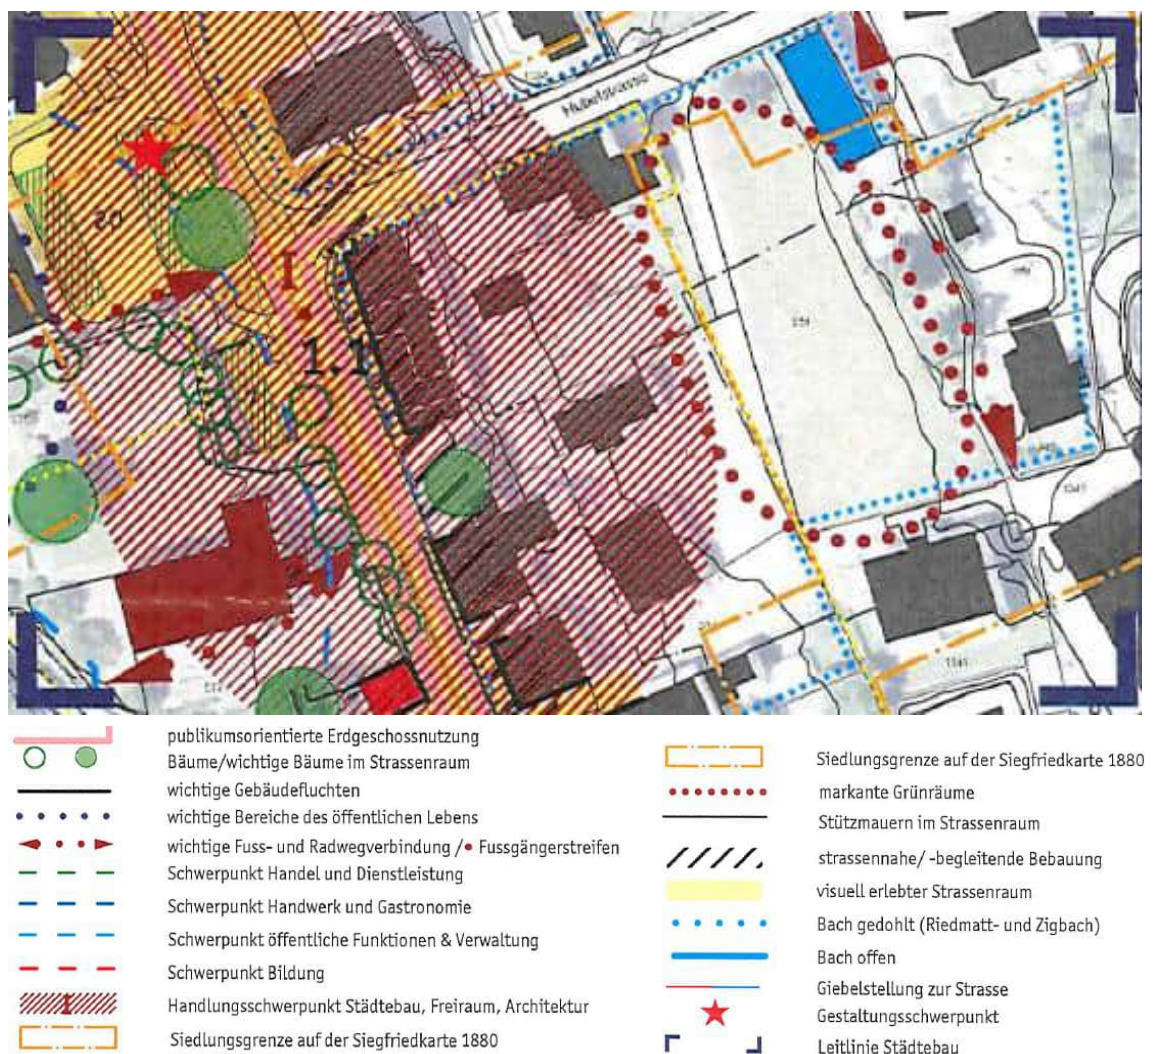 Hubelstrasse
I
1.1
publikumsorientierte Erdgeschossnutzung
Bäume/wichtige Bäume im Strassenraum
wichtige Gebäudefluchten
wichtige Bereiche des öffentlichen Lebens
wichtige Fuss- und Radwegverbindung / Fussgängerstreifen
Schwerpunkt Handel und Dienstleistung
Schwerpunkt Handwerk und Gastronomie
Schwerpunkt öffentliche Funktionen & Verwaltung
Schwerpunkt Bildung
I Handlungsschwerpunkt Städtebau, Freiraum, Architektur
Siedlungsgrenze auf der Siegfriedkarte 1880
Siedlungsgrenze auf der Siegfriedkarte 1880
markante Grünräume
Stützmauern im Strassenraum
strassennahe/ -begleitende Bebauung
visuell erlebter Strassenraum
Bach gedohlt (Riedmatt- und Zigbach)
Bach offen
Giebelstellung zur Strasse
Gestaltungsschwerpunkt
Leitlinie Städtebau